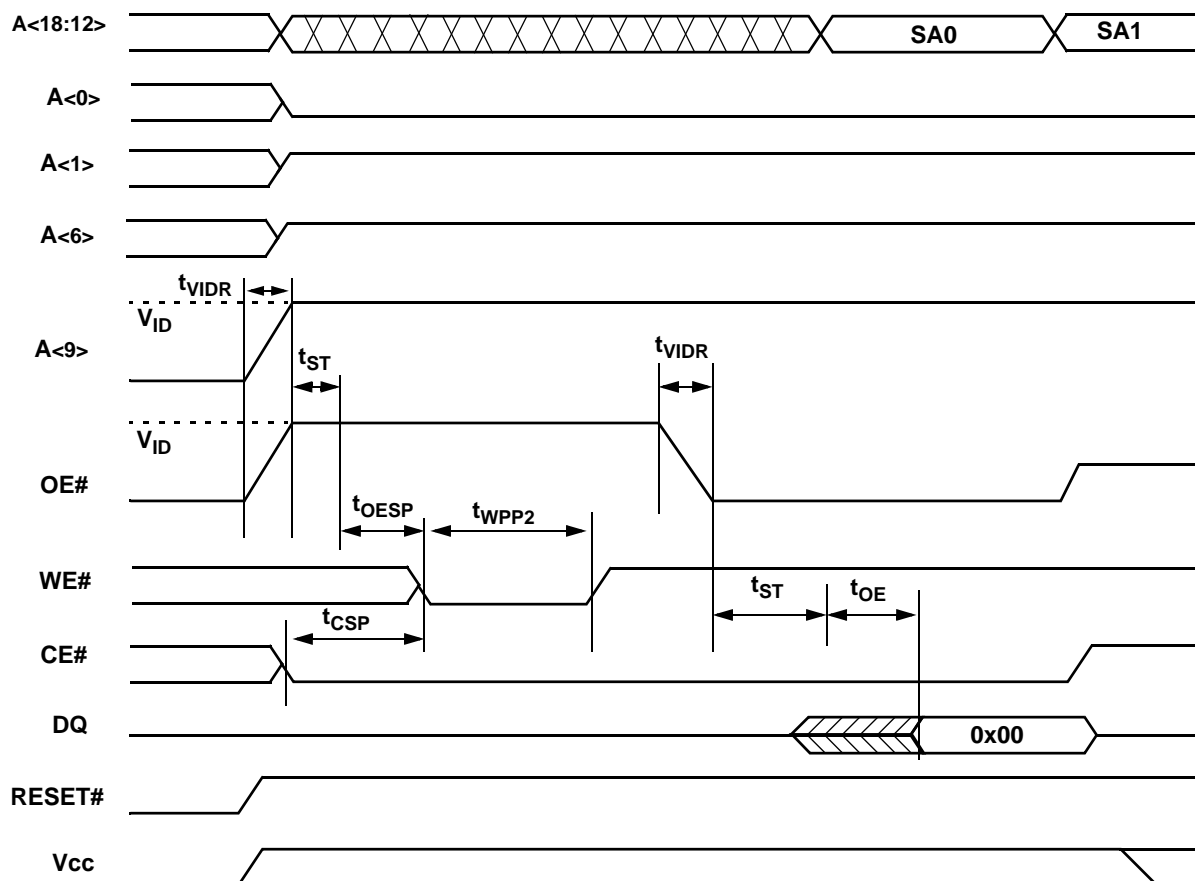 A<18:12>
SA0
SA1
A<0>
A<1>
A<6>
tVIDR
VID
A<9>
tST
tVIDR
VID
OE#
tOESP
tWPP2
WE#
tST
tOE
tCSP
CE#
DQ
0x00
RESET#
Vcc